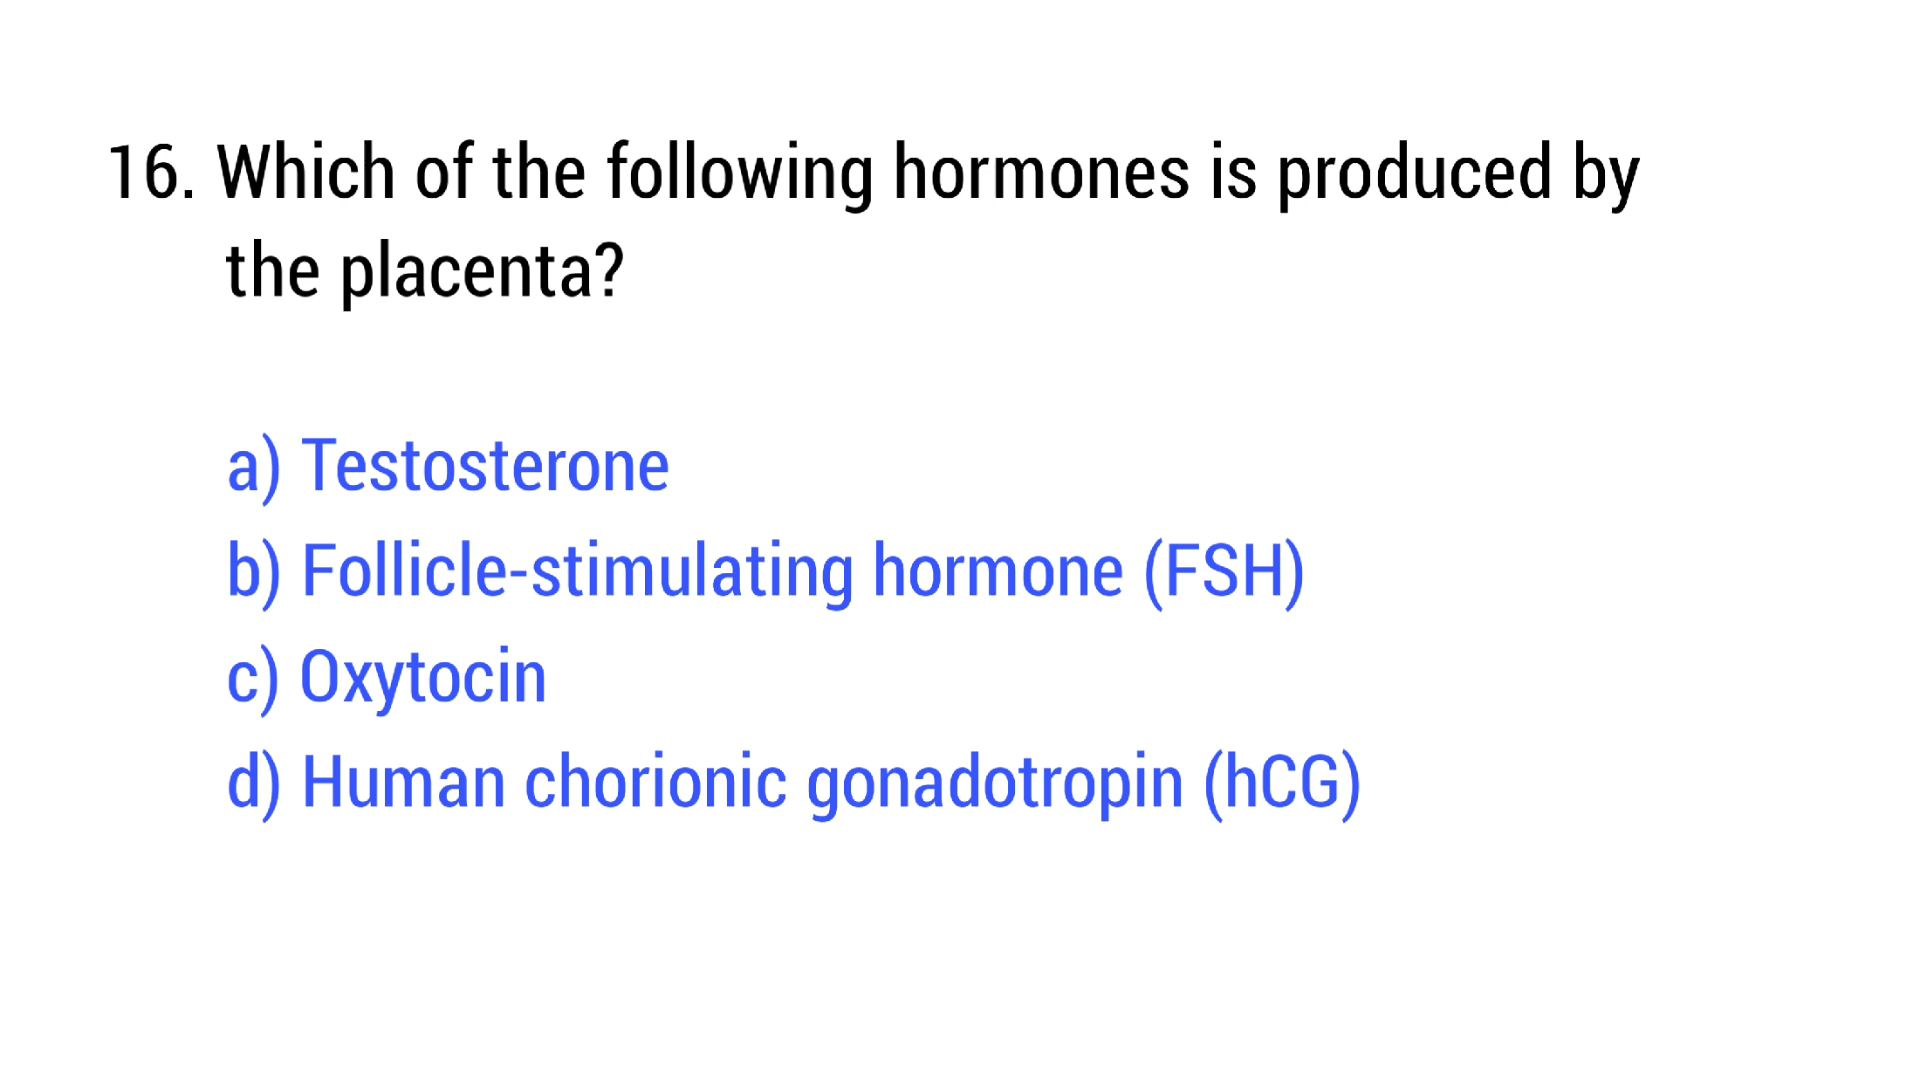 16. Which of the following hormones is produced by
the placenta?
a) Testosterone
b) Follicle-stimulating hormone (FSH)
c) Oxytocin
d) Human chorionic gonadotropin (hCG)